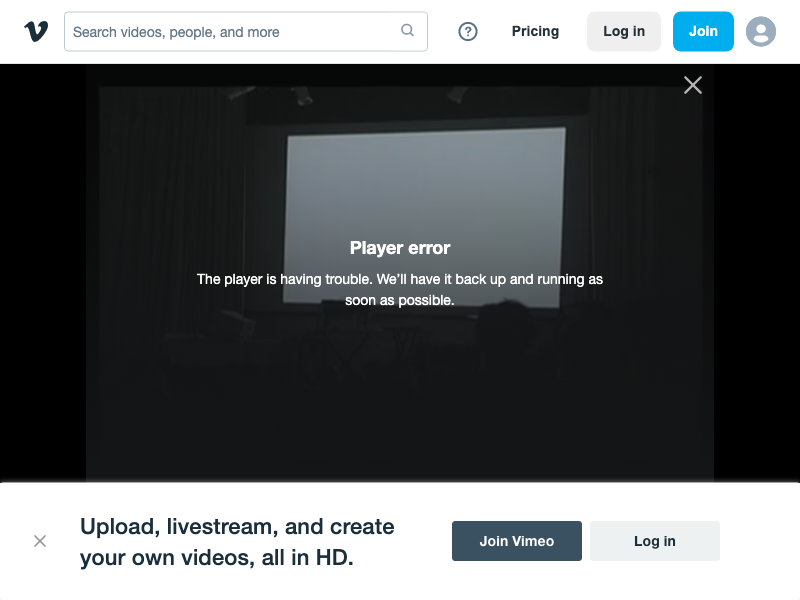 Search videos, people, and more
?
Pricing
Log in
Join
Player error
The player is having trouble. We’ll have it back up and running as
soon as possible.
Upload, livestream, and create
your own videos, all in HD.
Join Vimeo
Log in